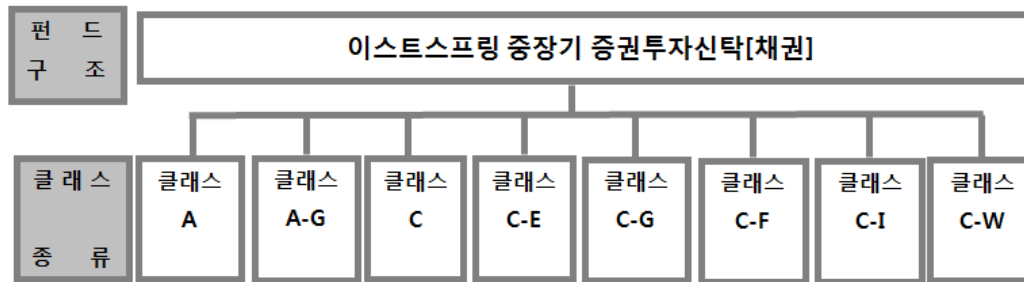 펀 드
구 조
이스트스프링 중장기 증권투자신탁[채권]
클 래 스
종 류
클래스
A
클래스
A-G
클래스
C
클래스
C-E
클래스
C-G
클래스
C-F
클래스
C-I
클래스
C-W